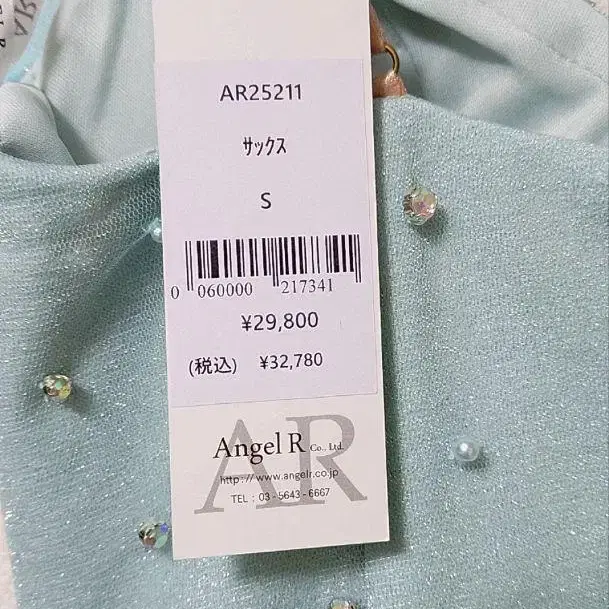 AR25211
サックス
S
0 060000 217341
¥29,800
(税込) ¥32,780
AR
Angel R Co., Ltd.
http://www.angelr.co.jp
TEL : 03-5643-6667